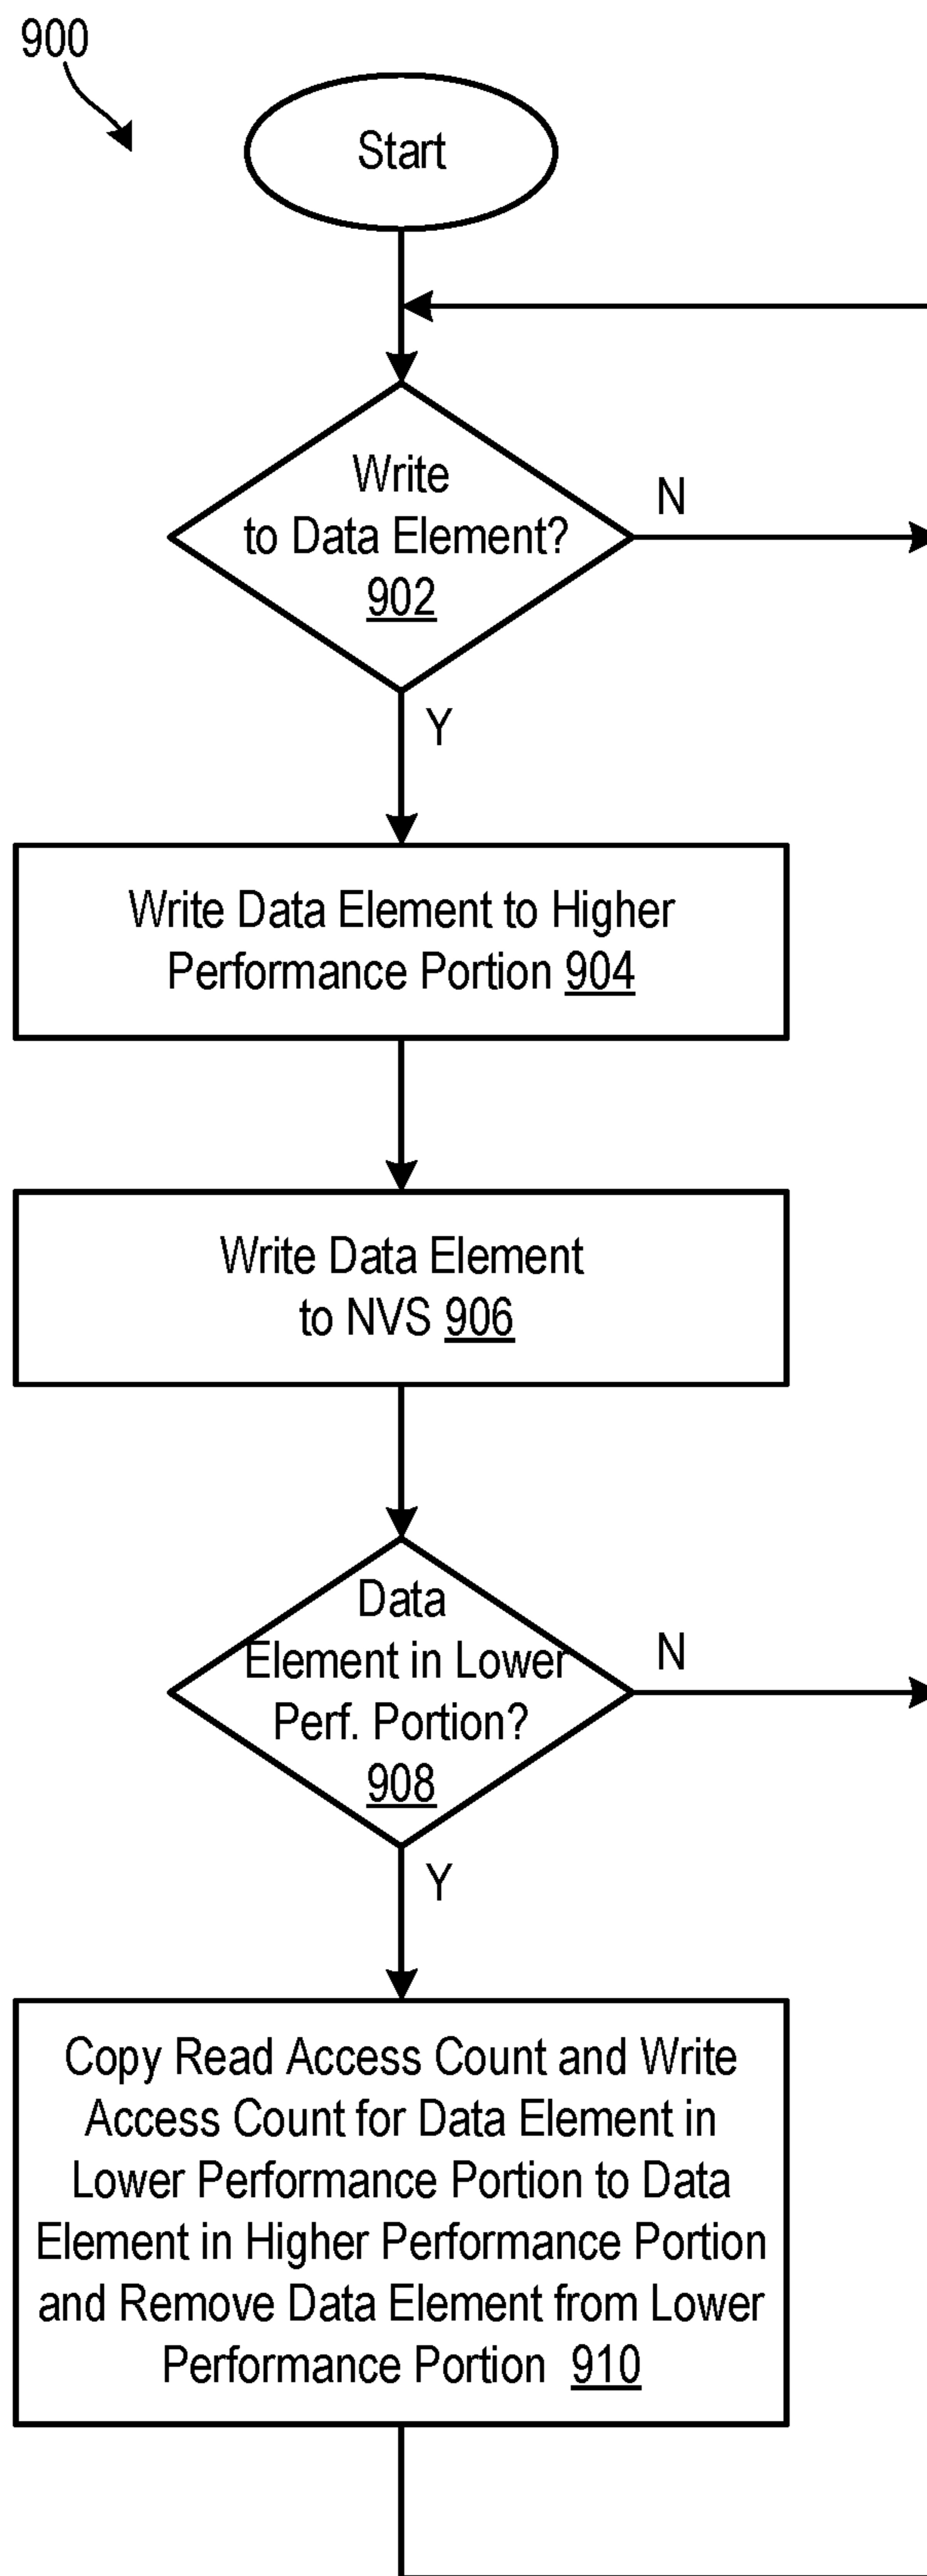 900
Start
Write
to Data Element?
902
N
Y
Write Data Element to Higher
Performance Portion 904
Write Data Element
to NVS 906
Data
Element in Lower
Perf. Portion?
908
N
Y
Copy Read Access Count and Write
Access Count for Data Element in
Lower Performance Portion to Data
Element in Higher Performance Portion
and Remove Data Element from Lower
Performance Portion 910